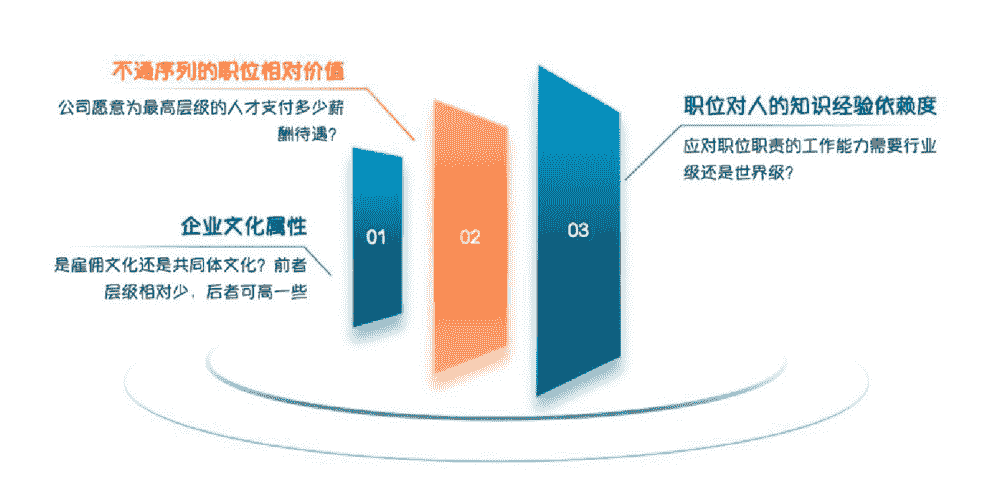 不通序列的职位相对价值
公司愿意为最高层级的人才支付多少薪
酬待遇？
职位对人的知识经验依赖度
应对职位职责的工作能力需要行业
级还是世界级？
企业文化属性
是雇佣文化还是共同体文化？前者
层级相对少，后者可高一些
01
02
03